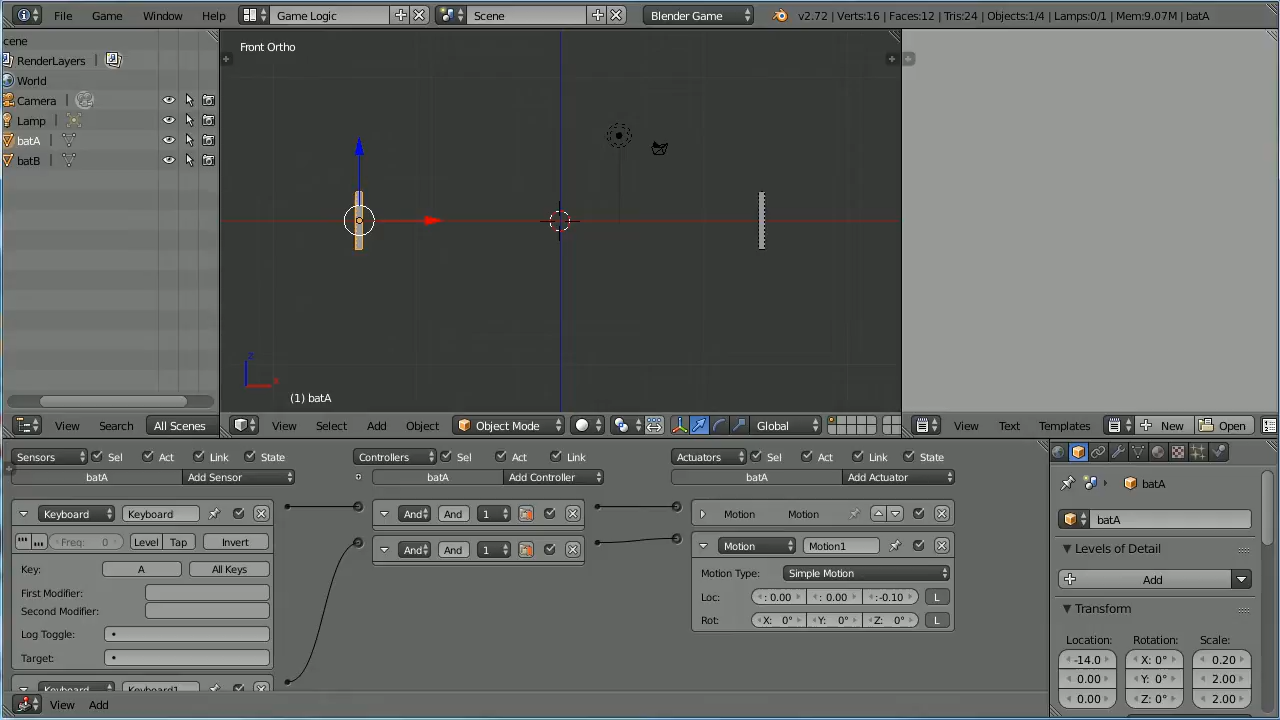 File Game Window Help Game Logic Scene Blender Game v2.72 | Verts:16 | Faces:12 | Tris:24 | Objects:1/4 | Lamps:0/1 | Mem:9.07M | batA
cene
RenderLayers |
World
Camera |
Lamp |
batA |
batB |
Front Ortho
z
x
(1) batA
View Search All Scenes
View Select Add Object Object Mode Global
View Text Templates New Open
Sensors Sel Act Link State
batA Add Sensor
Keyboard Keyboard
Freq: 0 Level Tap Invert
Key: A All Keys
First Modifier:
Second Modifier:
Log Toggle:
Target:
Keyboard Keyboard1
Controllers Sel Act Link
batA Add Controller
And And 1
And And 1
Actuators Sel Act Link State
batA Add Actuator
Motion Motion
Motion Motion1
Motion Type: Simple Motion
Loc: : 0.00 : 0.00 :-0.10 L
Rot: X: 0° Y: 0° Z: 0° L
batA
batA
Levels of Detail
Add
Transform
Location: Rotation: Scale:
-14.0 X: 0° 0.20
0.00 Y: 0° 2.00
0.00 Z: 0° 2.00
View Add